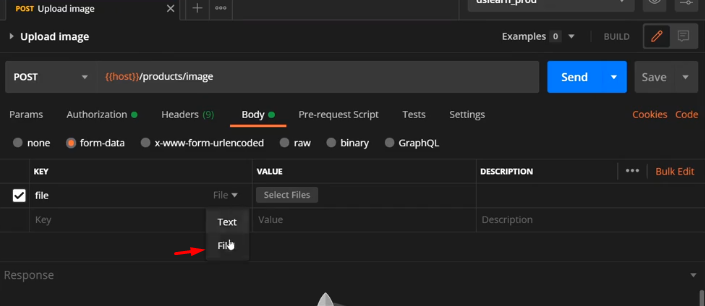 POST Upload image
dslearn_prod
Upload image
Examples 0 BUILD
POST {{host}}/products/image Send Save
Params Authorization Headers (9) Body Pre-request Script Tests Settings Cookies Code
none form-data x-www-form-urlencoded raw binary GraphQL
KEY VALUE DESCRIPTION Bulk Edit
file File Select Files
Key Value Description
Text
File
Response